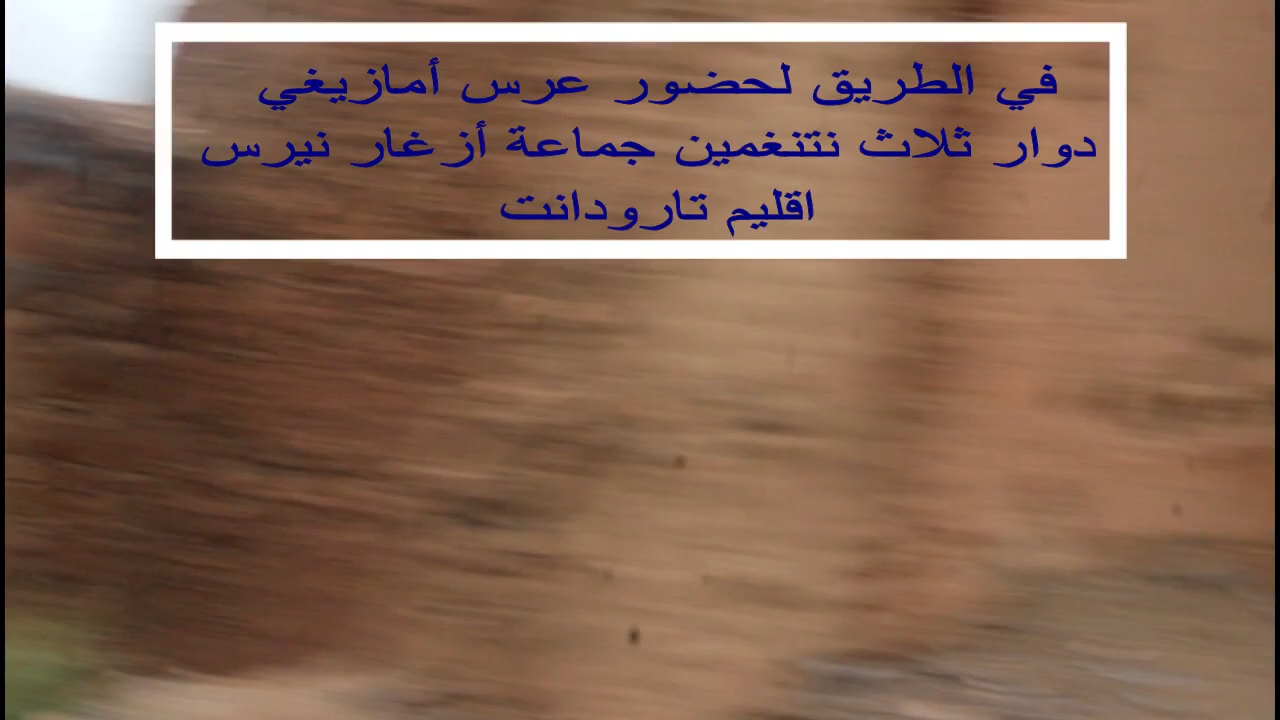 في الطريق لحضور عرس أمازيغي
دوار ثلاث نتنغمين جماعة أزغار نيرس
اقليم تارودانت